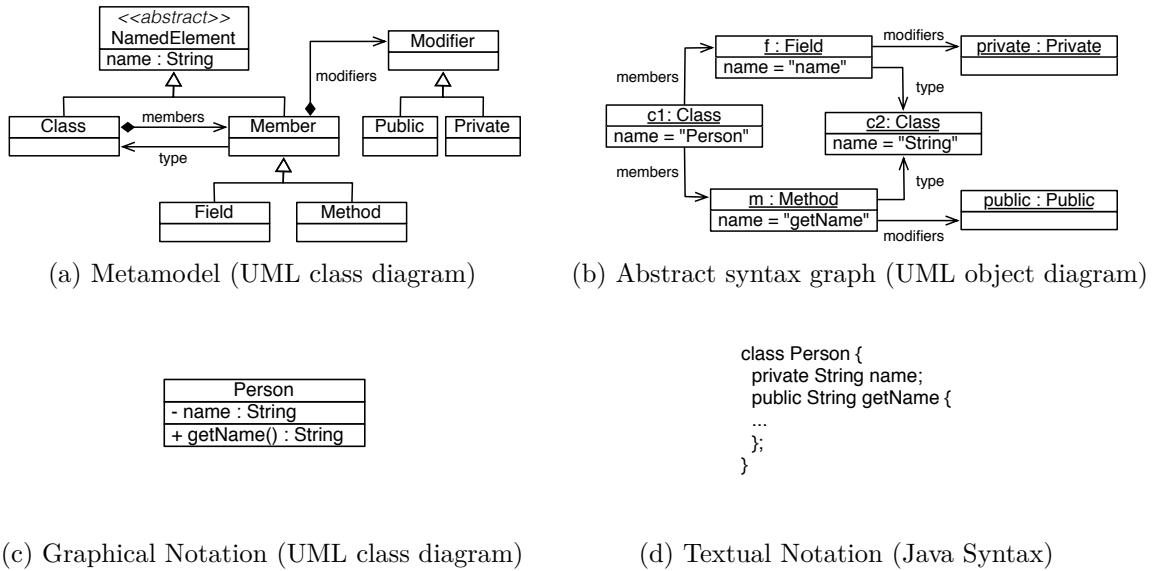 <<abstract>>
NamedElement
name : String
Modifier
modifiers
Class
members
Member
type
Public
Private
Field
Method
(a) Metamodel (UML class diagram)
f : Field
name = "name"
modifiers
private : Private
members
type
c1: Class
name = "Person"
c2: Class
name = "String"
members
type
m : Method
name = "getName"
modifiers
public : Public
(b) Abstract syntax graph (UML object diagram)
Person
- name : String
+ getName() : String
(c) Graphical Notation (UML class diagram)
class Person {
private String name;
public String getName {
...
};
}
(d) Textual Notation (Java Syntax)